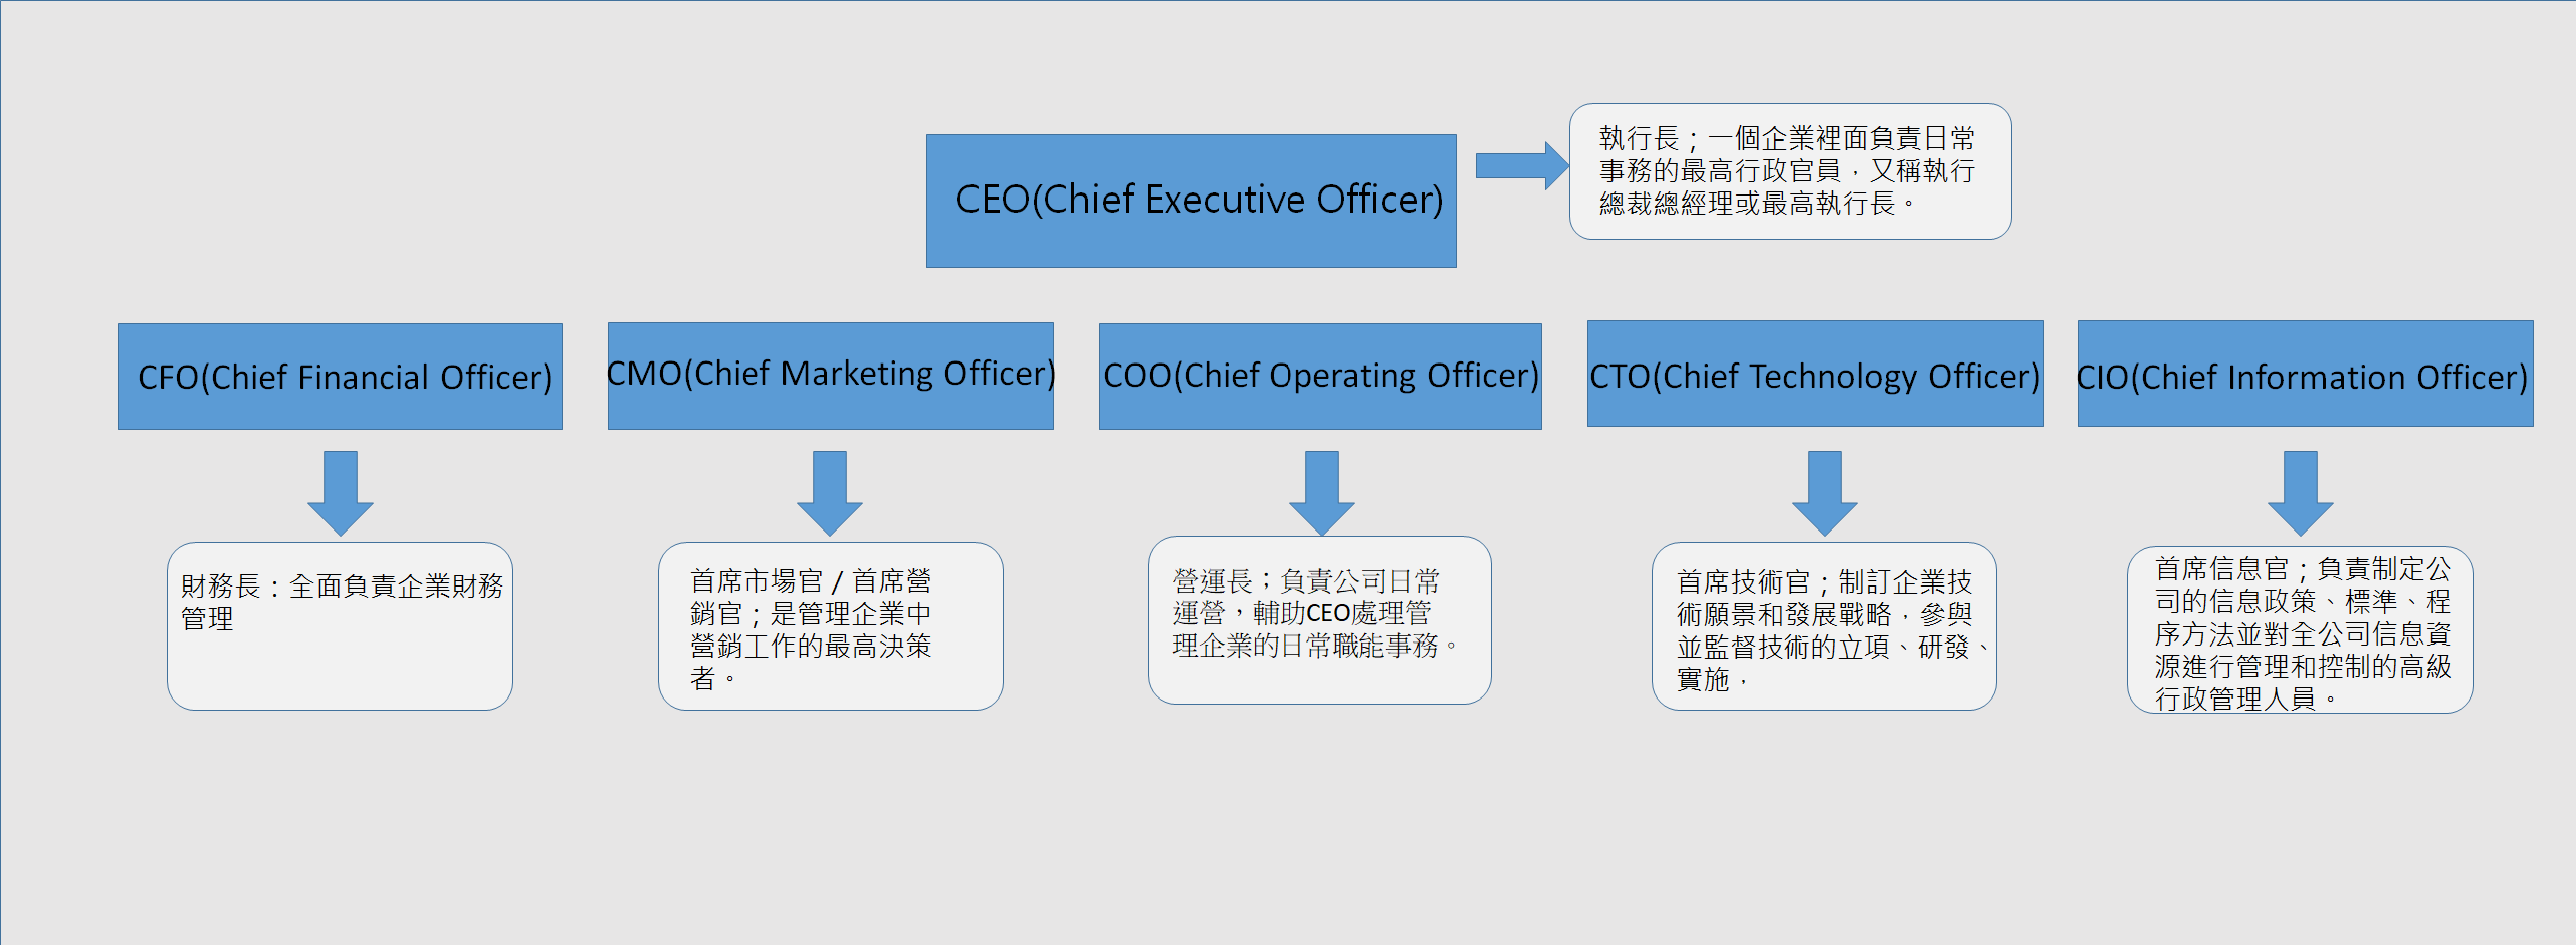 CEO(Chief Executive Officer)
執行長；一個企業裡面負責日常
事務的最高行政官員，又稱執行
總裁總經理或最高執行長。
CFO(Chief Financial Officer)
CMO(Chief Marketing Officer)
COO(Chief Operating Officer)
CTO(Chief Technology Officer)
CIO(Chief Information Officer)
財務長：全面負責企業財務
管理
首席市場官 / 首席營
銷官；是管理企業中
營銷工作的最高決策
者。
營運長；負責公司日常
運營，輔助CEO處理管
理企業的日常職能事務。
首席技術官；制訂企業技
術願景和發展戰略，參與
並監督技術的立項、研發、
實施，
首席信息官；負責制定公
司的信息政策、標準、程
序方法並對全公司信息資
源進行管理和控制的高級
行政管理人員。